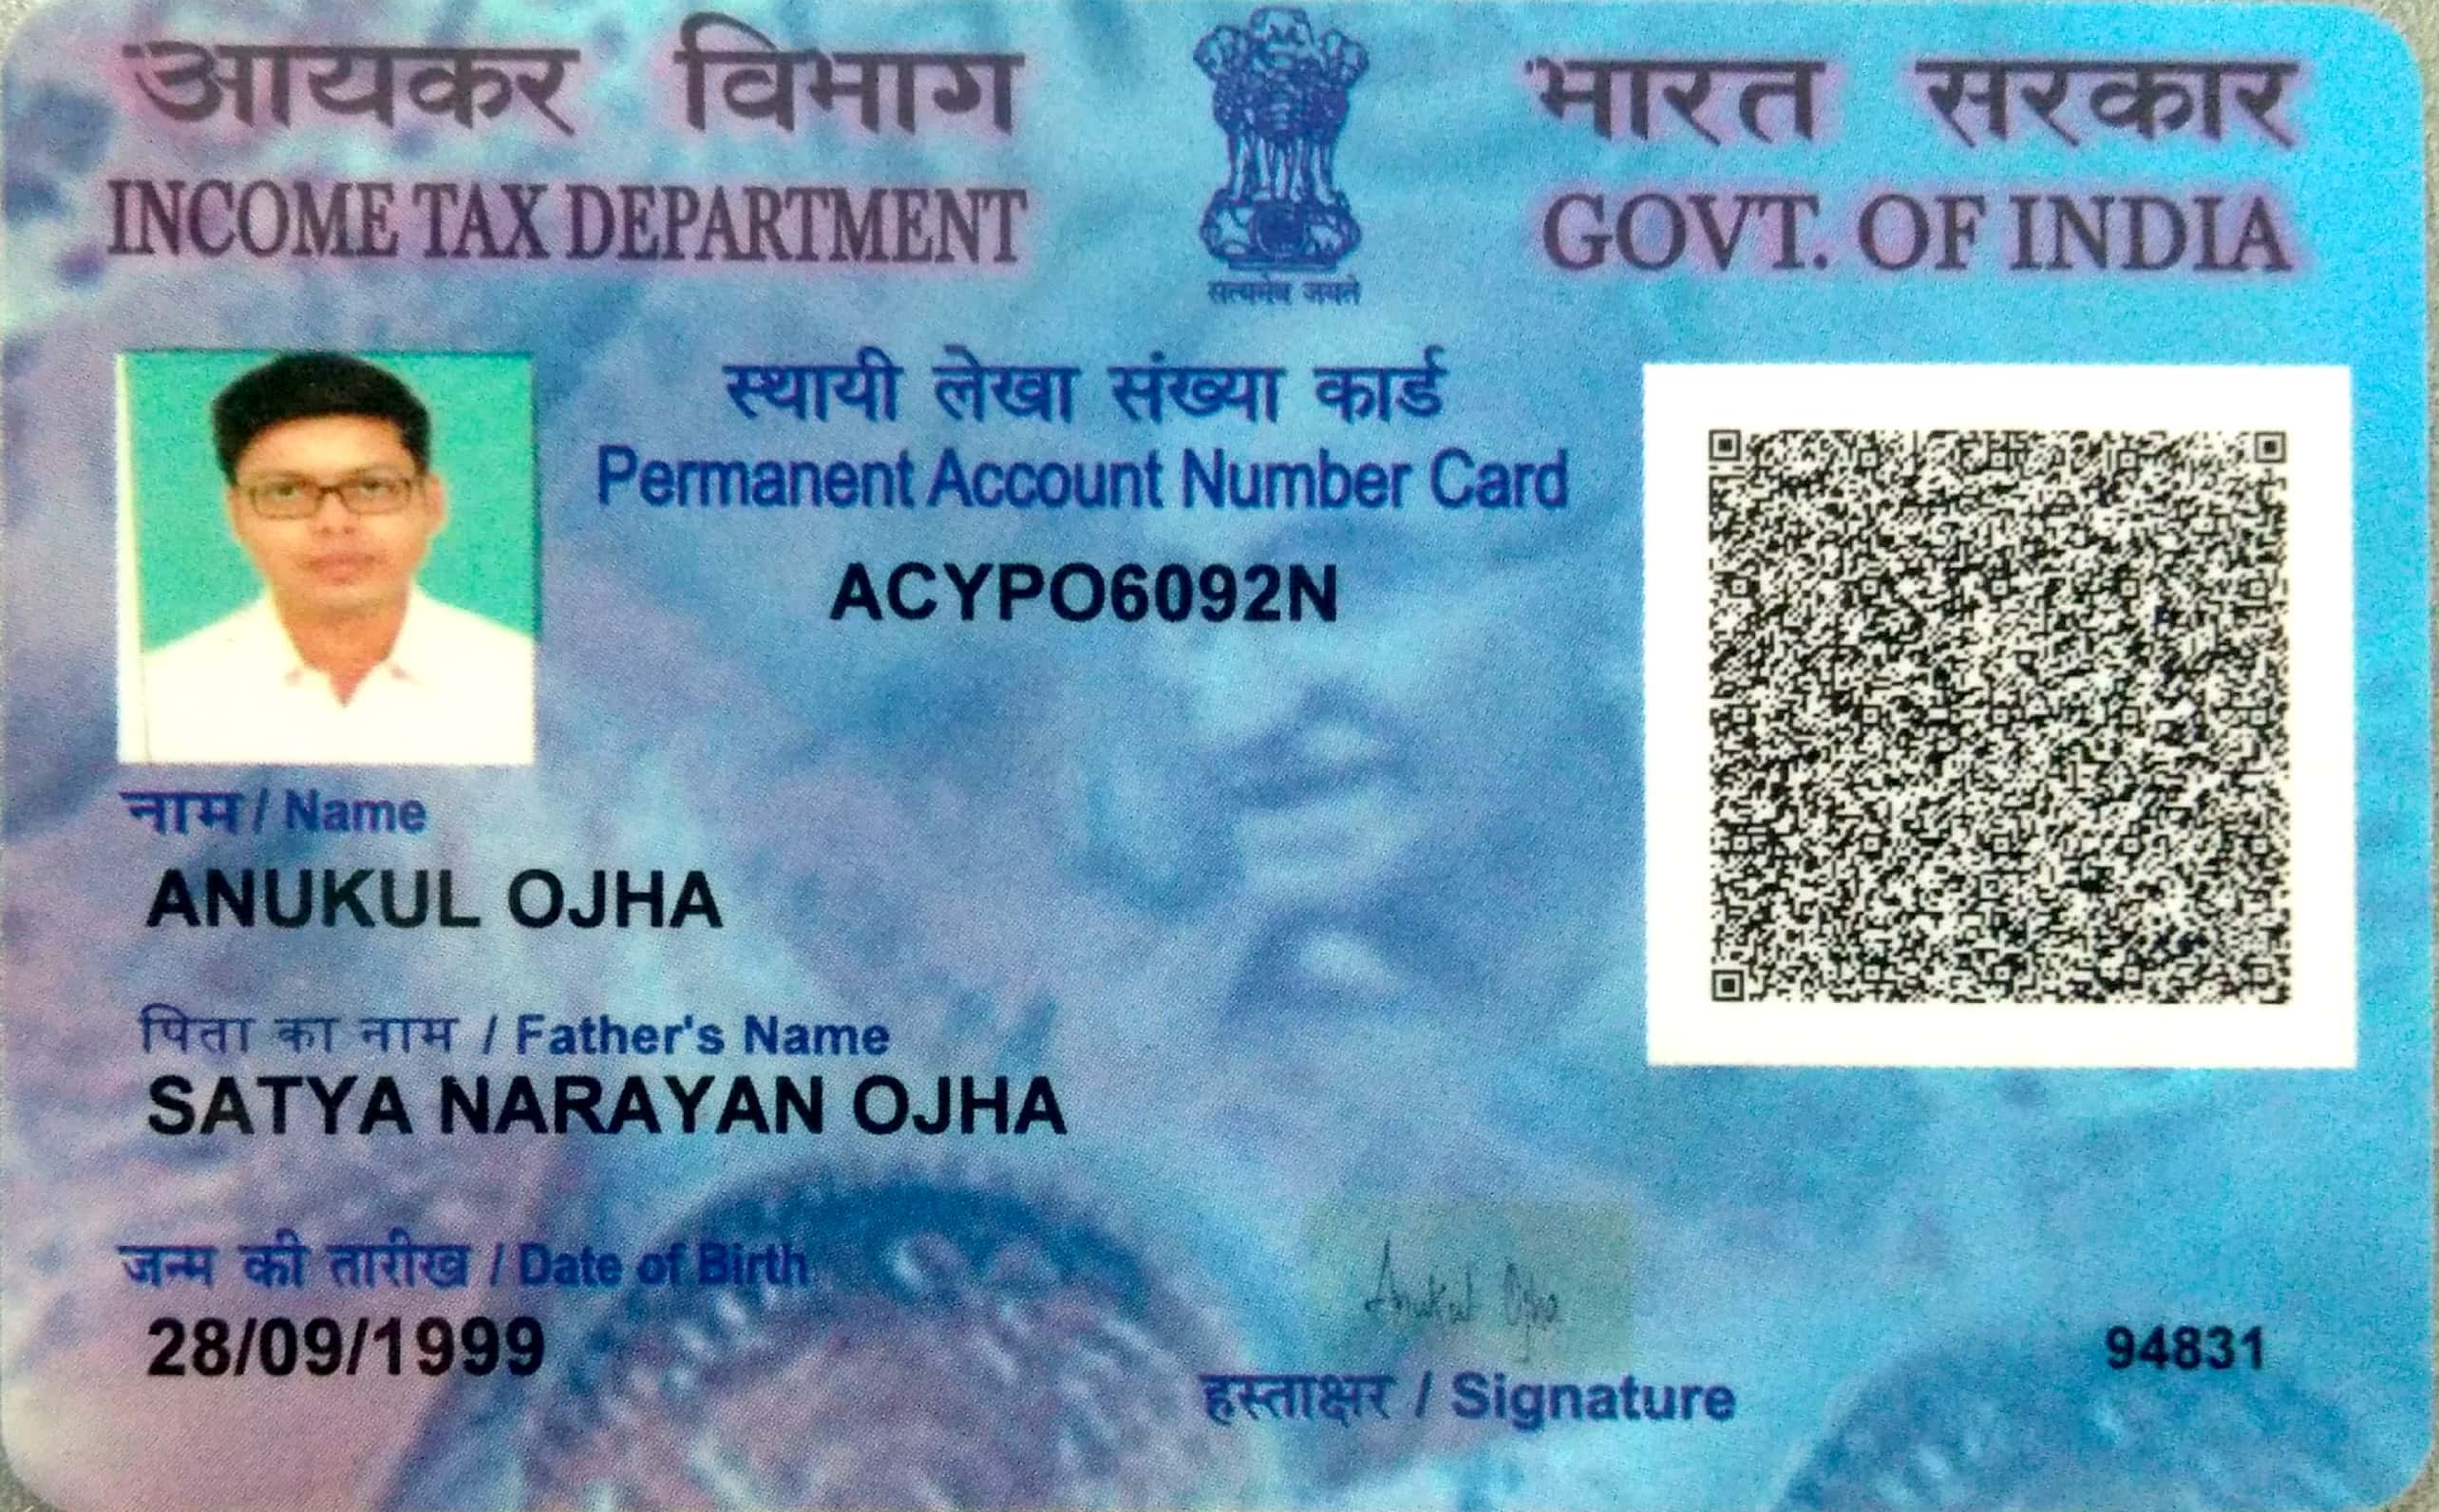 आयकर विभाग
INCOME TAX DEPARTMENT
सत्यमेव जयते
भारत सरकार
GOVT. OF INDIA
स्थायी लेखा संख्या कार्ड
Permanent Account Number Card
ACYPO6092N
नाम / Name
ANUKUL OJHA
पिता का नाम / Father's Name
SATYA NARAYAN OJHA
जन्म की तारीख / Date of Birth
28/09/1999
Anukul Ojha
हस्ताक्षर / Signature
94831